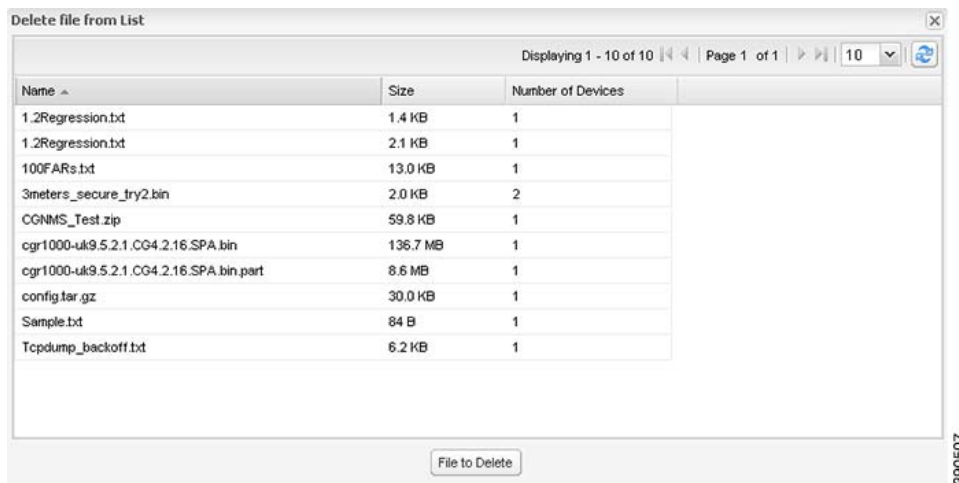 Delete file from List
Displaying 1 - 10 of 10 Page 1 of 1 10
Name Size Number of Devices
1.2Regression.txt 1.4 KB 1
1.2Regression.txt 2.1 KB 1
100FARs.txt 13.0 KB 1
3meters_secure_try2.bin 2.0 KB 2
CGNMS_Test.zip 59.8 KB 1
cgr1000-uk9.5.2.1.CG4.2.16.SPA.bin 136.7 MB 1
cgr1000-uk9.5.2.1.CG4.2.16.SPA.bin.part 8.6 MB 1
config.tar.gz 30.0 KB 1
Sample.txt 84 B 1
Tcpdump_backoff.txt 6.2 KB 1
File to Delete